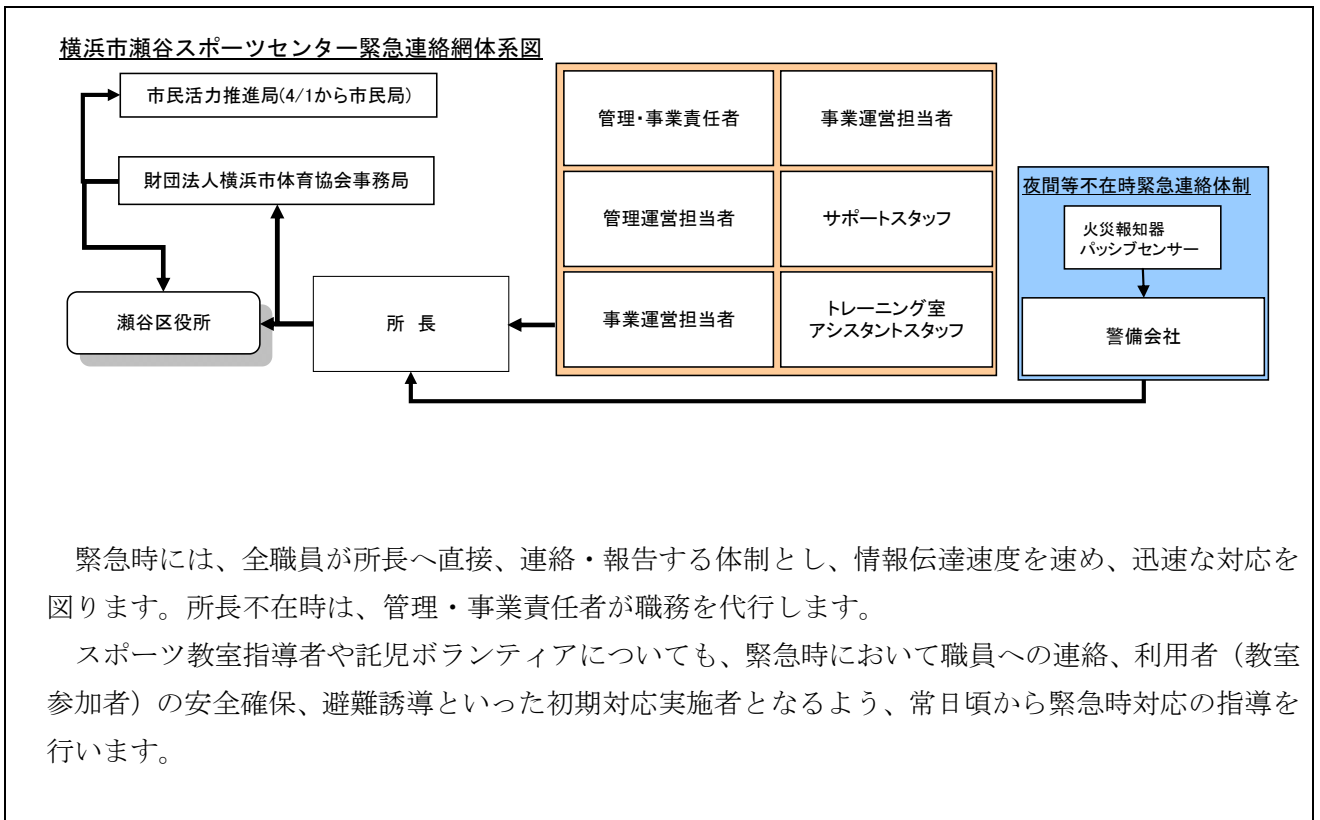 横浜市瀬谷スポーツセンター緊急連絡網体系図
市民活力推進局(4/1から市民局)
財団法人横浜市体育協会事務局
瀬谷区役所
所 長
管理・事業責任者
事業運営担当者
管理運営担当者
サポートスタッフ
事業運営担当者
トレーニング室
アシスタントスタッフ
夜間等不在時緊急連絡体制
火災報知器
パッシブセンサー
警備会社
緊急時には、全職員が所長へ直接、連絡・報告する体制とし、情報伝達速度を速め、迅速な対応を
図ります。所長不在時は、管理・事業責任者が職務を代行します。
スポーツ教室指導者や託児ボランティアについても、緊急時において職員への連絡、利用者（教室
参加者）の安全確保、避難誘導といった初期対応実施者となるよう、常日頃から緊急時対応の指導を
行います。